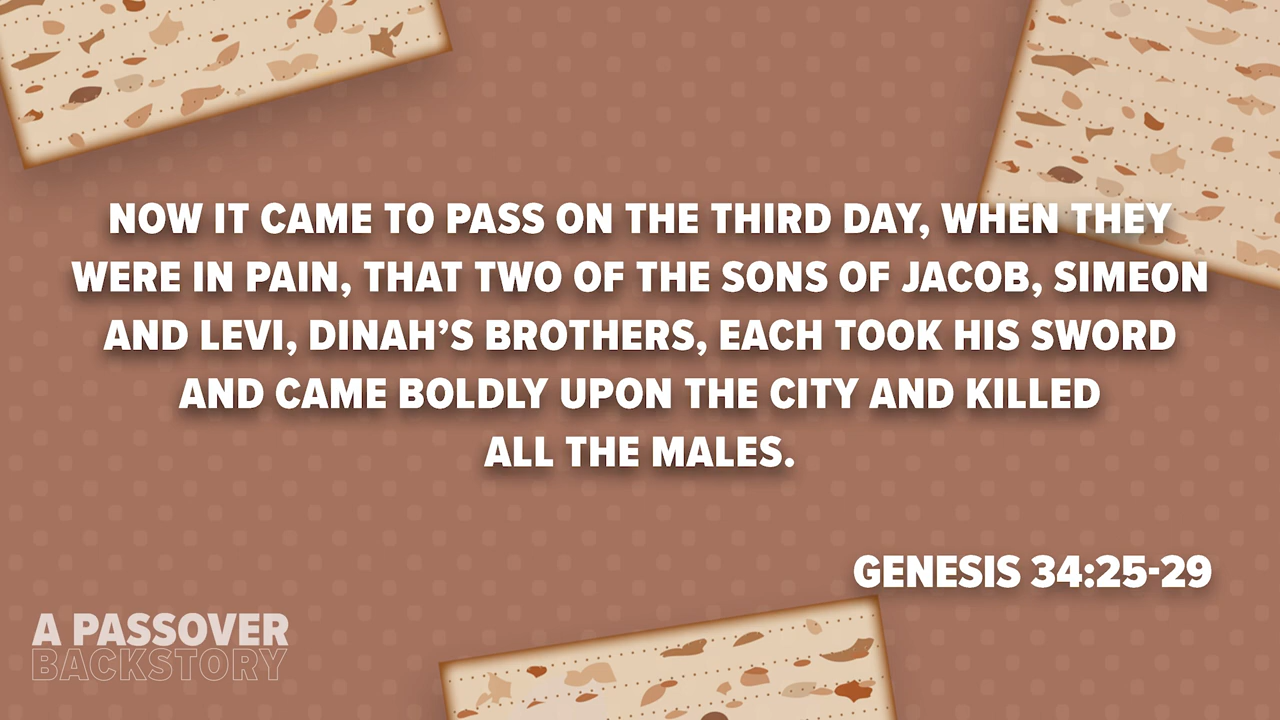 NOW IT CAME TO PASS ON THE THIRD DAY, WHEN THEY
WERE IN PAIN, THAT TWO OF THE SONS OF JACOB, SIMEON
AND LEVI, DINAH’S BROTHERS, EACH TOOK HIS SWORD
AND CAME BOLDLY UPON THE CITY AND KILLED
ALL THE MALES.
GENESIS 34:25-29
A PASSOVER
BACKSTORY